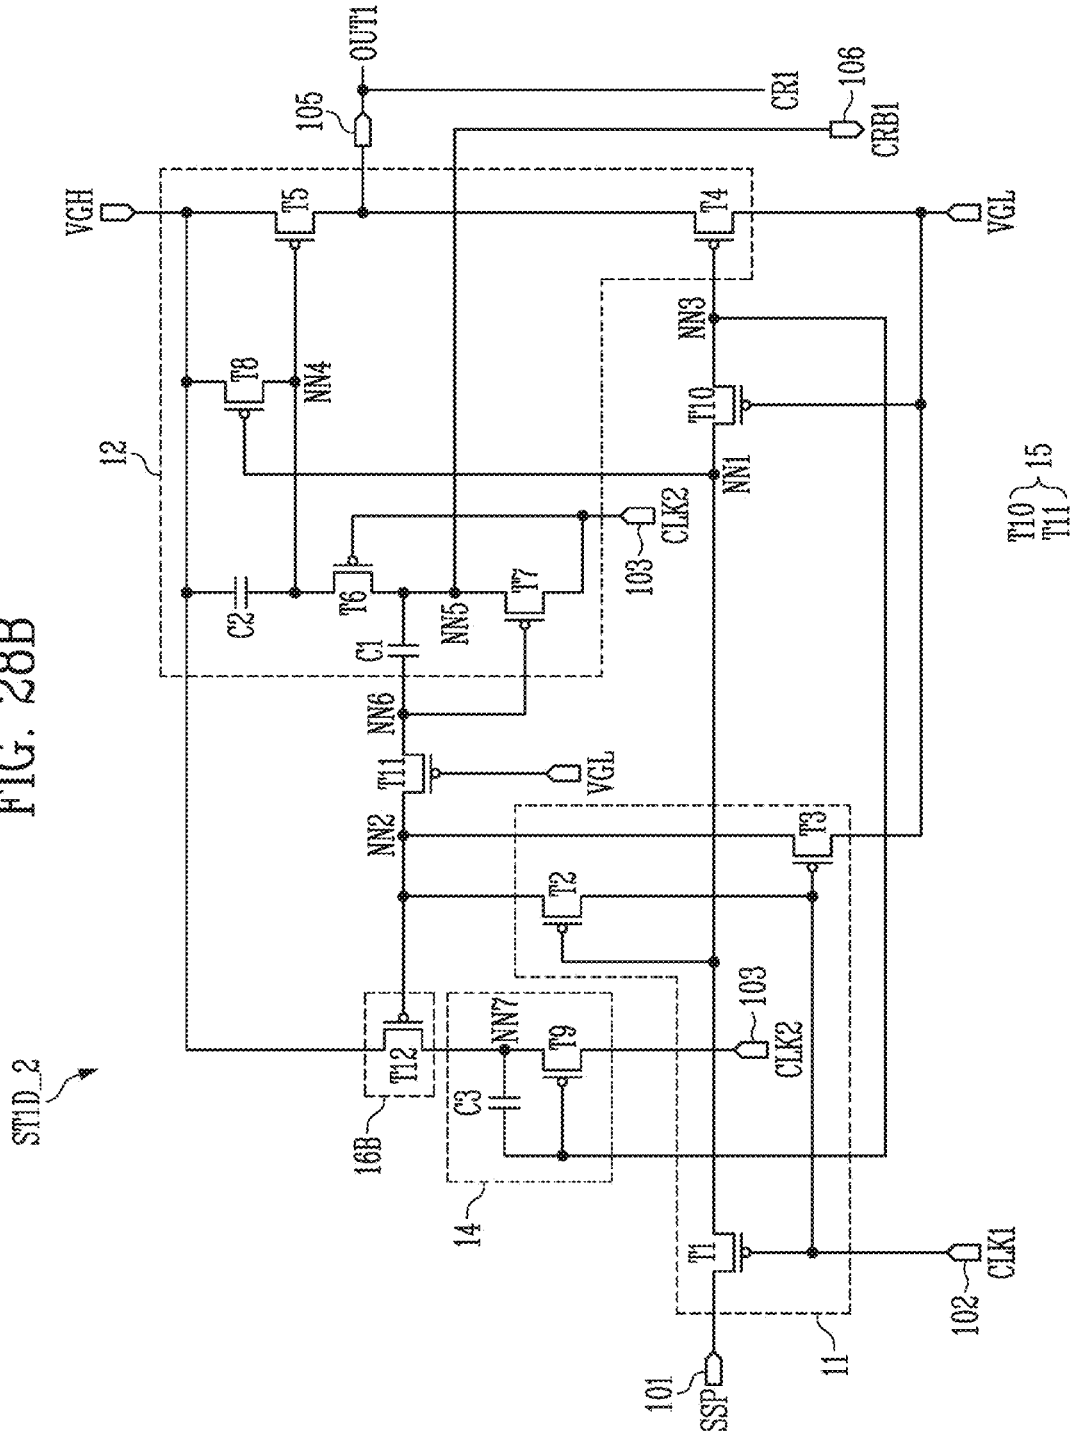 FIG. 28B
ST1D_2
VGH
12
C2
T8
T5
105
OUT1
NN4
T6
C1
NN5
T7
CLK2
103
CR1
CRB1
106
NN6
T11
VGL
NN2
16B
T12
14
C3
NN7
T9
CLK2
103
T2
T3
NN1
T10
NN3
T4
VGL
101
SSP
T1
11
102
CLK1
T10
T11
15